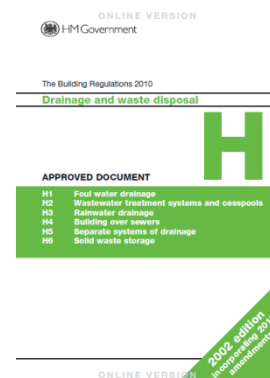 ONLINE VERSION
HM Government
The Building Regulations 2010
Drainage and waste disposal
H
APPROVED DOCUMENT
H1 Foul water drainage
H2 Wastewater treatment systems and cesspools
H3 Rainwater drainage
H4 Building over sewers
H5 Separate systems of drainage
H6 Solid waste storage
2002 edition
incorporating
amendments
ONLINE VERSION